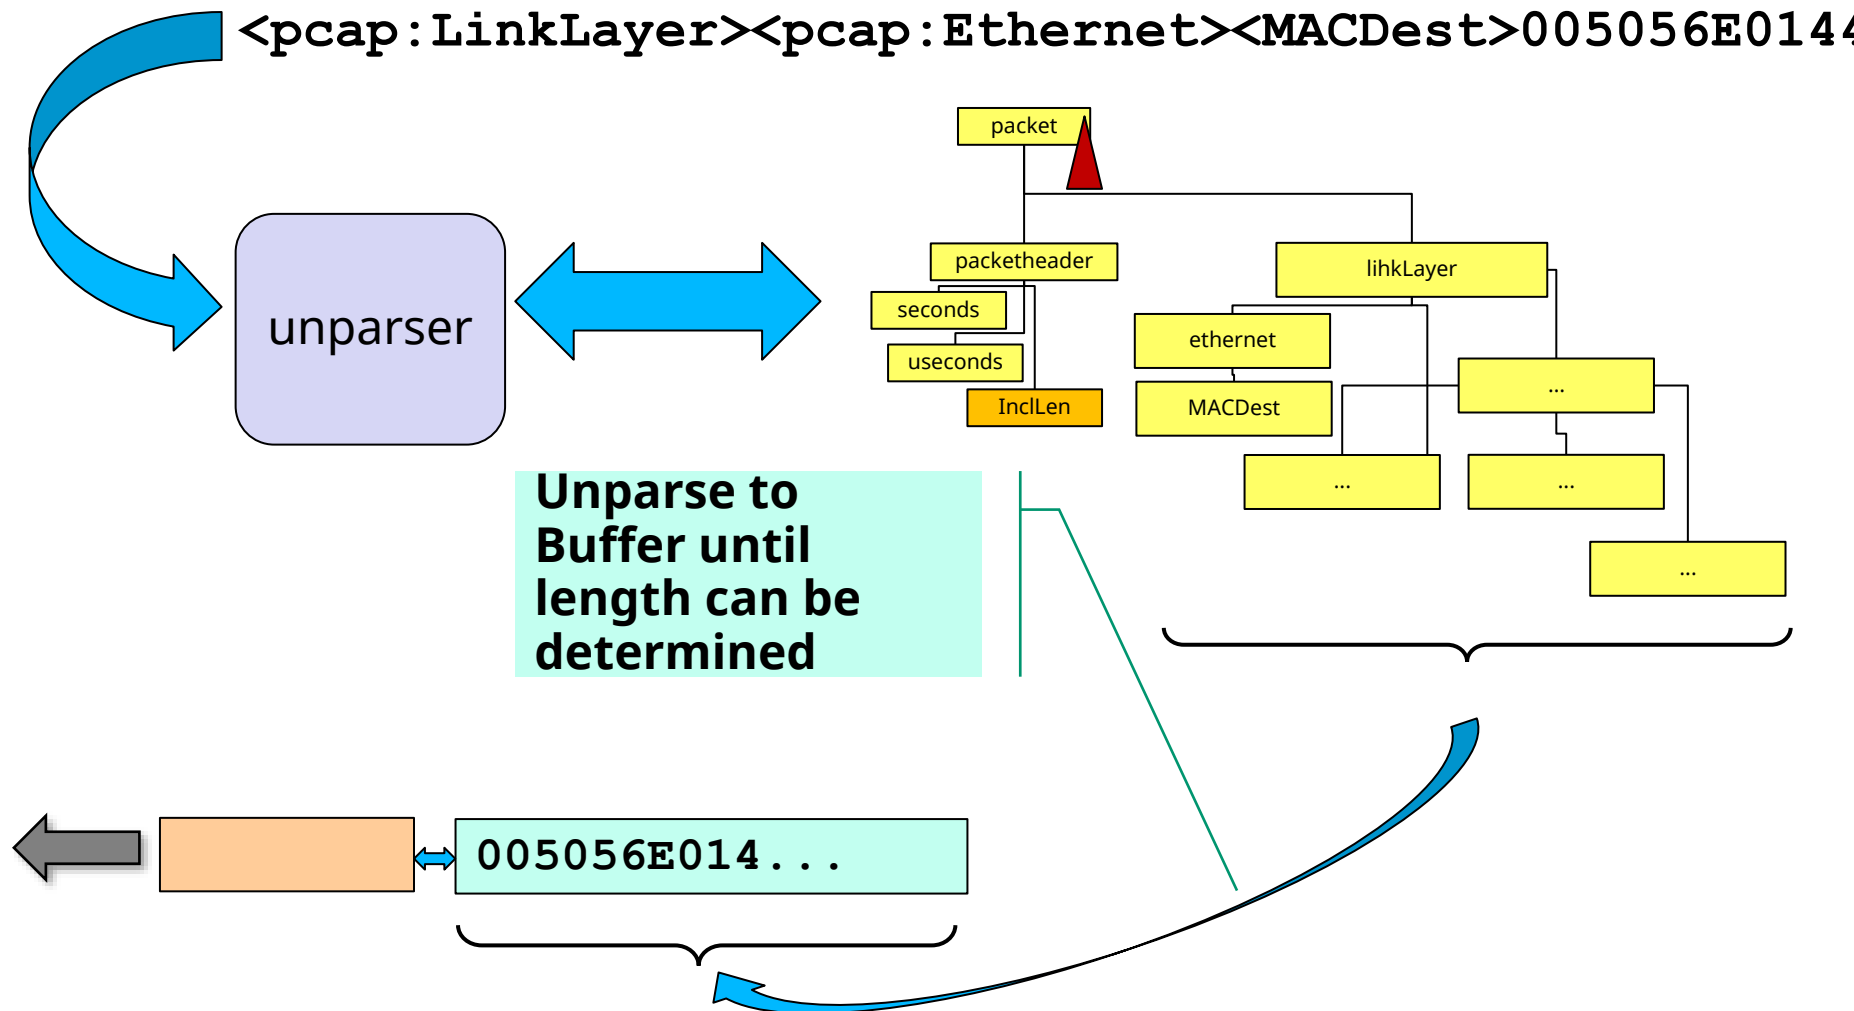 <pcap:LinkLayer><pcap:Ethernet><MACDest>005056E0144
packet
packetheader
lihkLayer
seconds
ethernet
useconds
...
MACDest
InclLen
...
...
...
Unparse to
Buffer until
length can be
determined
unparser
005056E014...